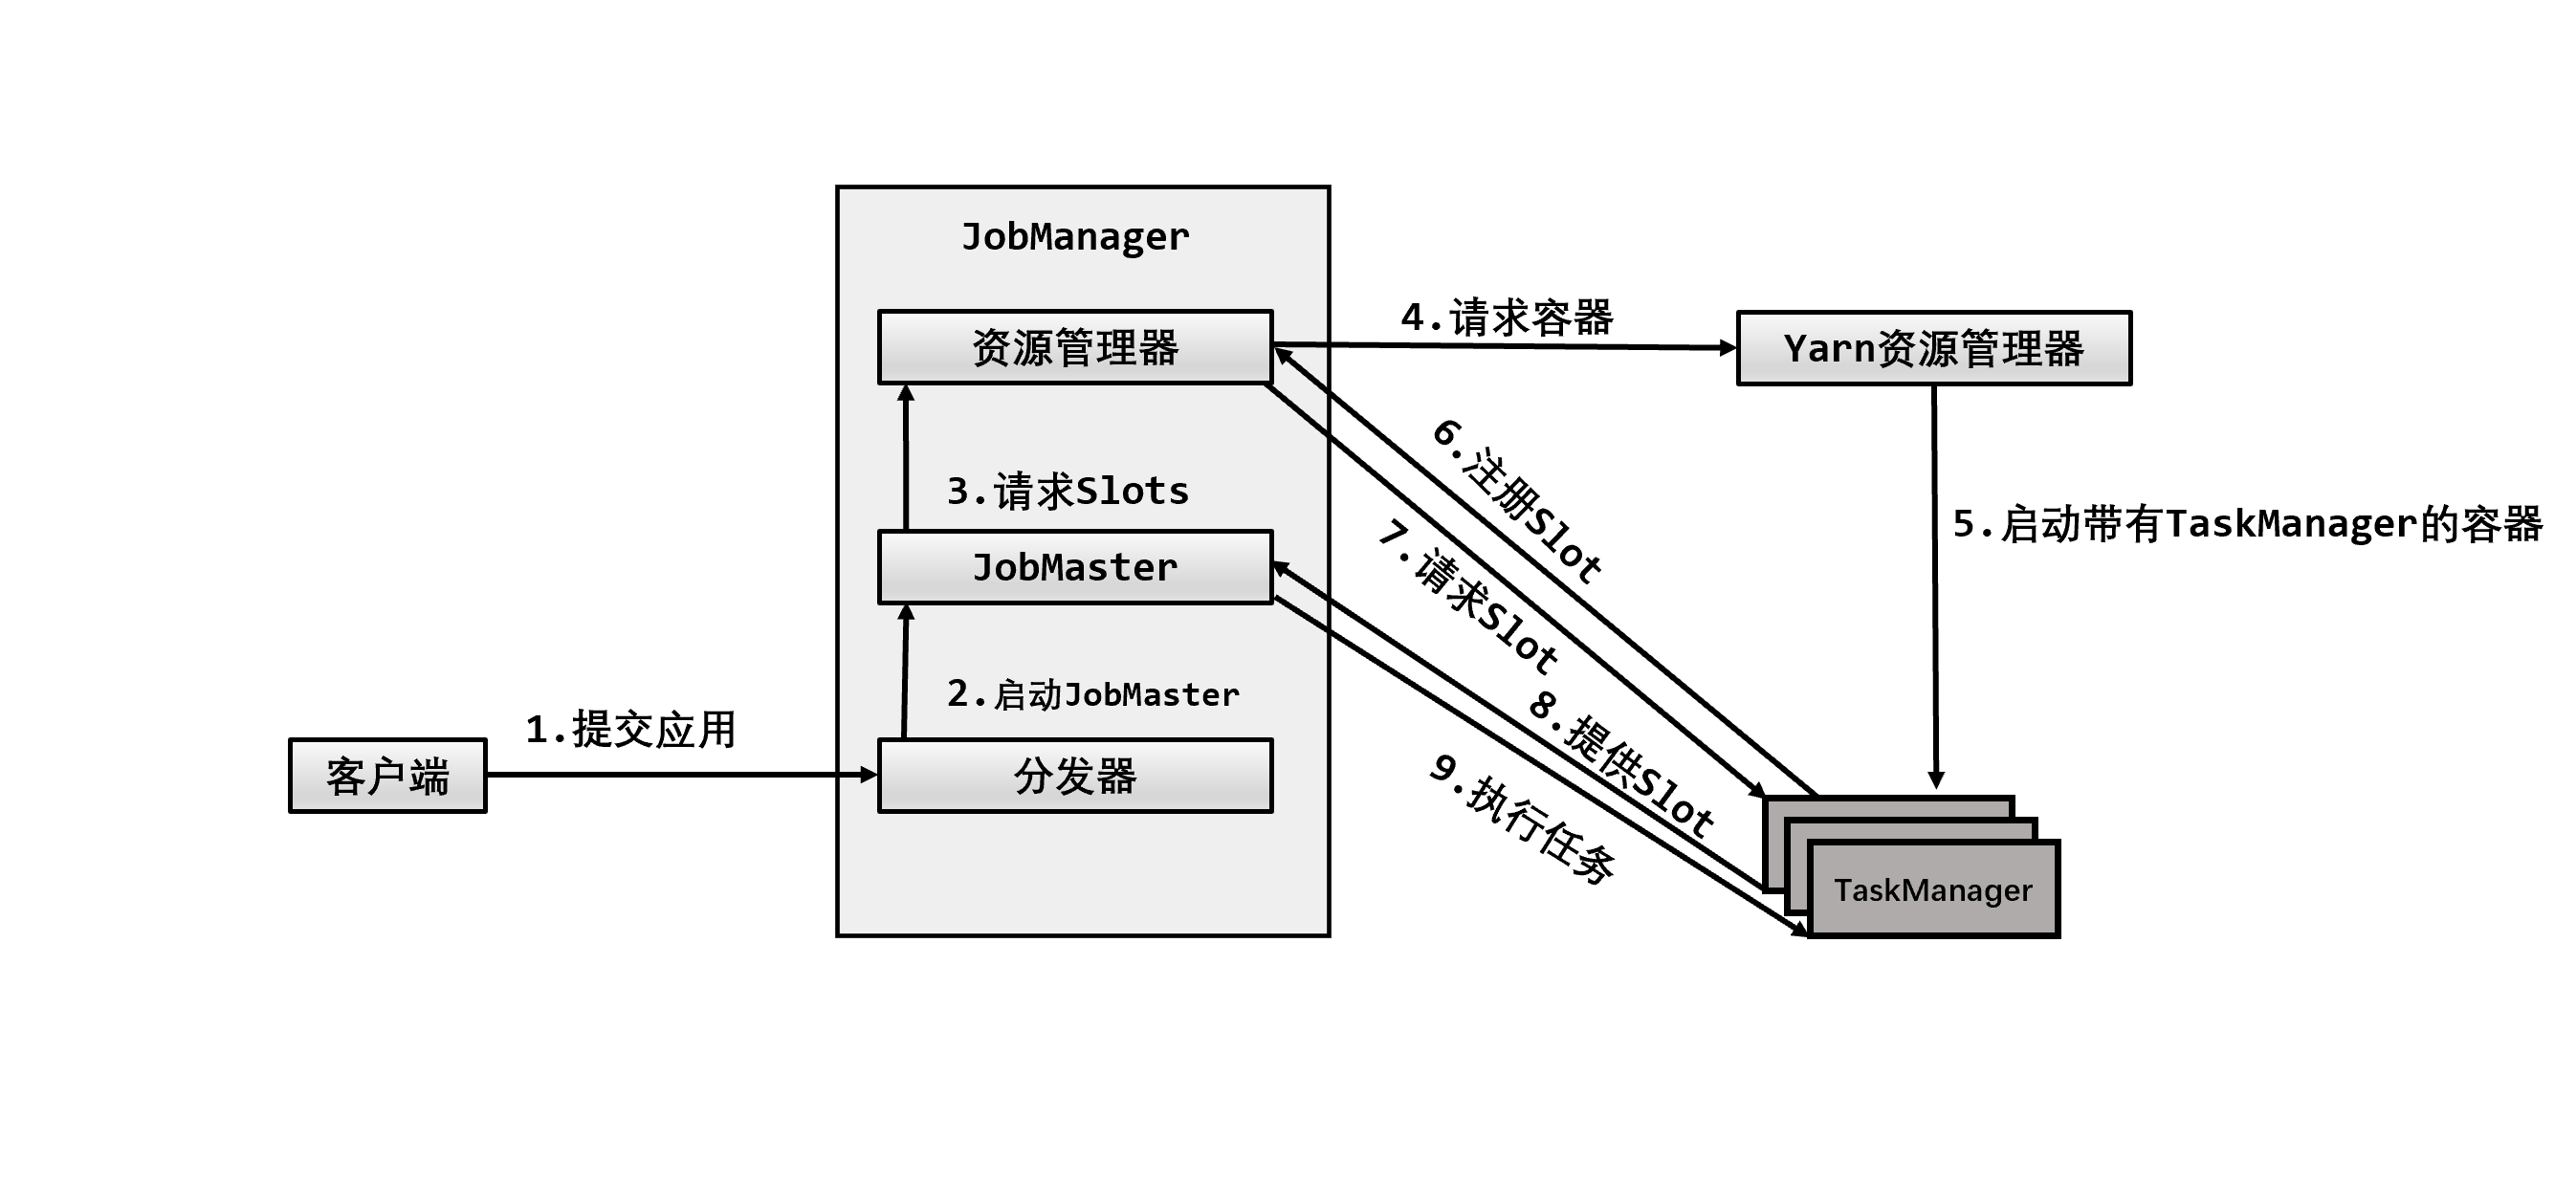 JobManager
资源管理器
4.请求容器
Yarn资源管理器
6.注册Slot
3.请求Slots
7.请求Slot
5.启动带有TaskManager的容器
JobMaster
2.启动JobMaster
8.提供Slot
1.提交应用
9.执行任务
客户端
分发器
TaskManager